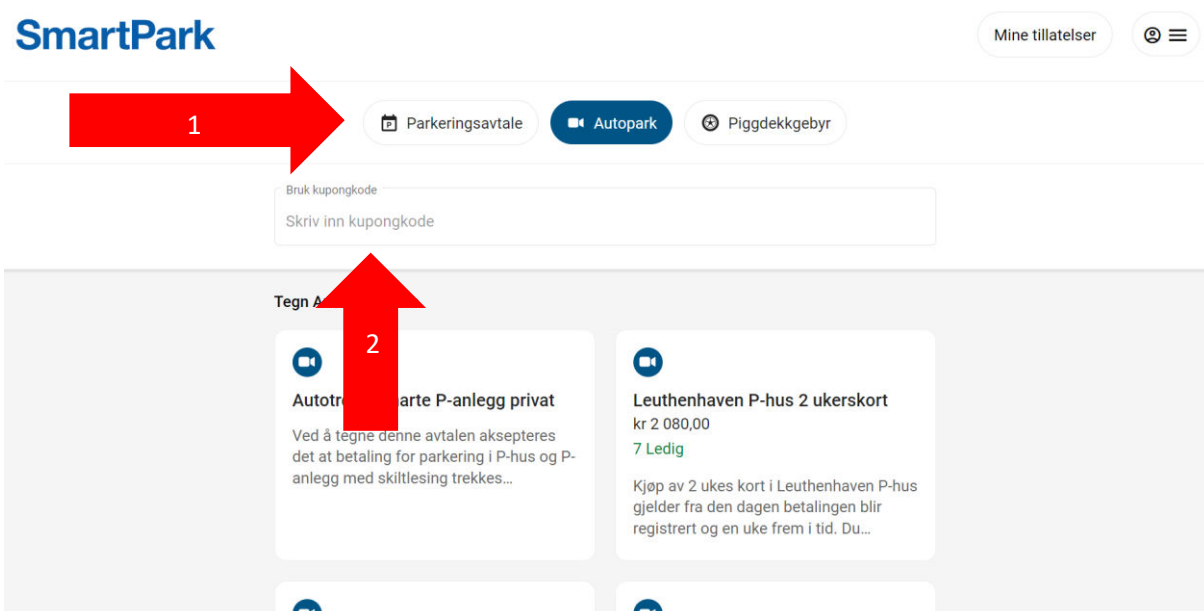 SmartPark
Mine tillatelser
1
Parkeringsavtale
Autopark
Piggdekkgebyr
Bruk kupongkode
Skriv inn kupongkode
Tegn
2
P-anlegg privat
Ved å tegne denne avtalen aksepteres
det at betaling for parkering i P-hus og P-
anlegg med skiltlesing trekkes...
Leuthenhaven P-hus 2 ukerskort
kr 2 080,00
7 Ledig
Kjøp av 2 ukes kort i Leuthenhaven P-hus
gjelder fra den dagen betalingen blir
registrert og en uke frem i tid. Du...